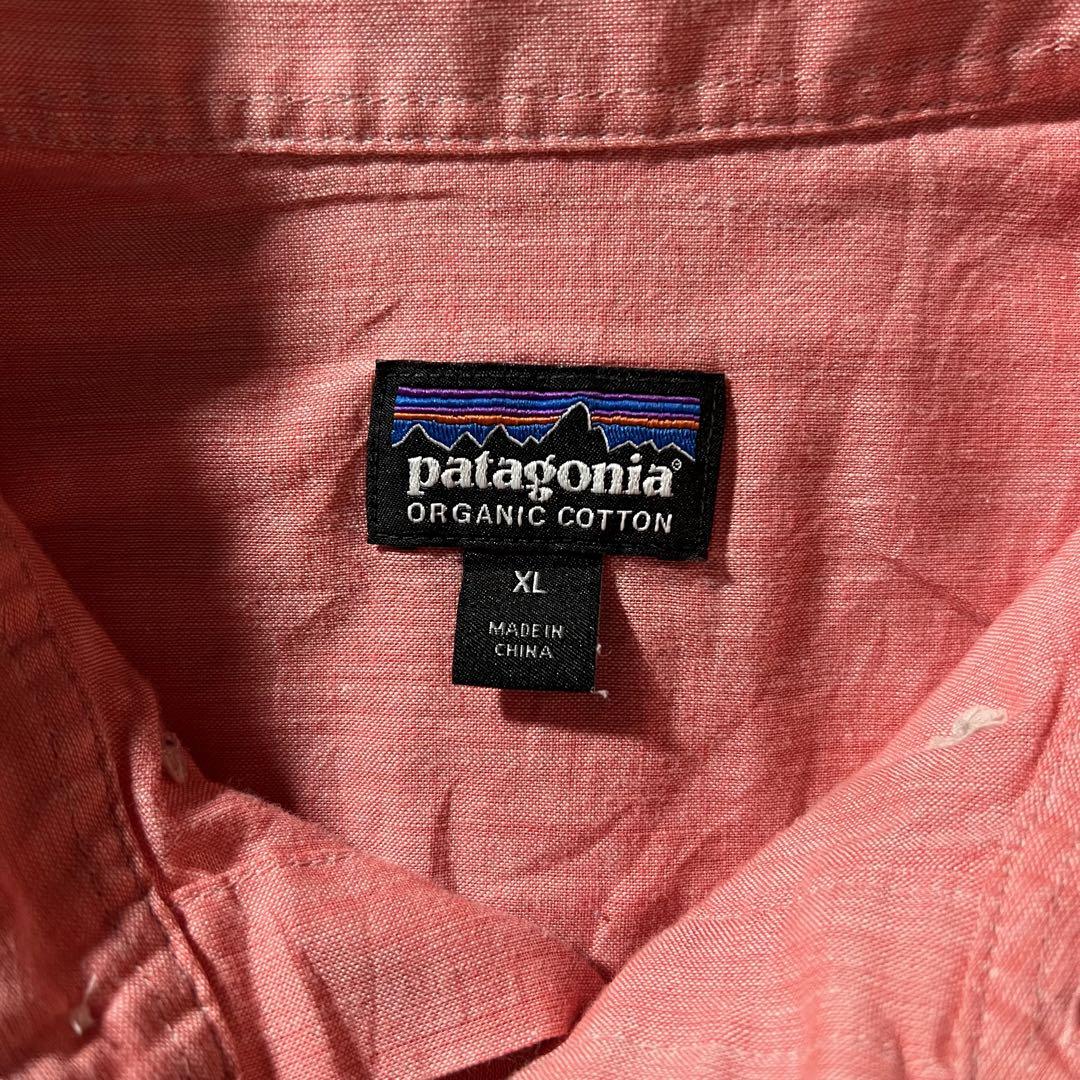 patagonia®
ORGANIC COTTON
XL
MADE IN
CHINA